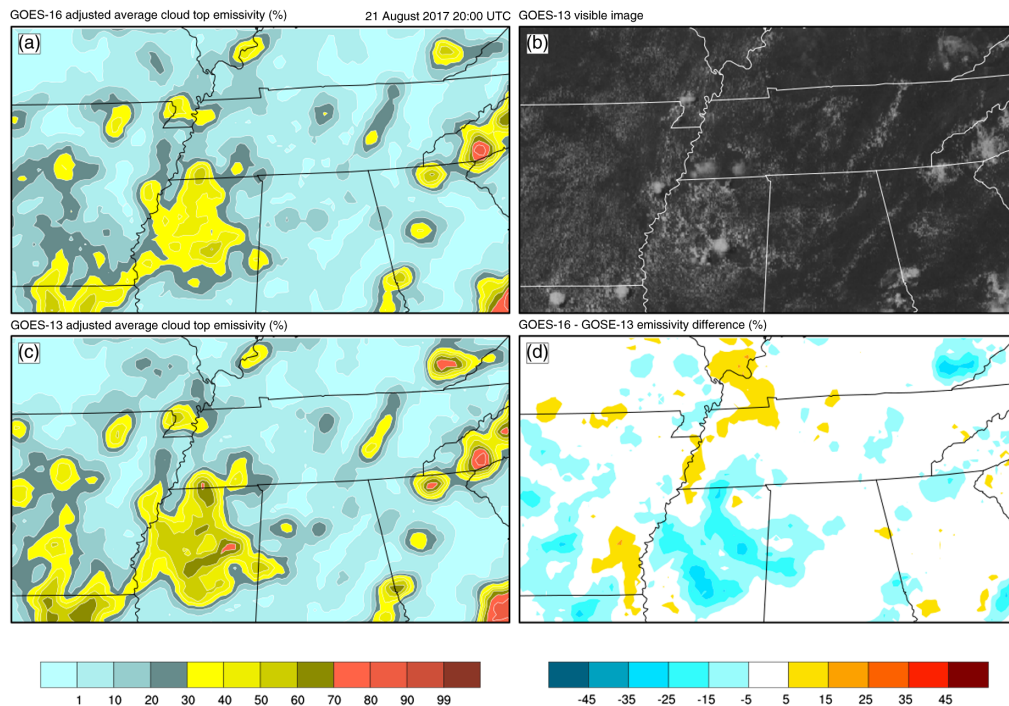 GOES-16 adjusted average cloud top emissivity (%) 21 August 2017 20:00 UTC GOES-13 visible image
(a) (b)
GOES-13 adjusted average cloud top emissivity (%) GOES-16 - GOSE-13 emissivity difference (%)
(c) (d)
1 10 20 30 40 50 60 70 80 90 99 -45 -35 -25 -15 -5 5 15 25 35 45